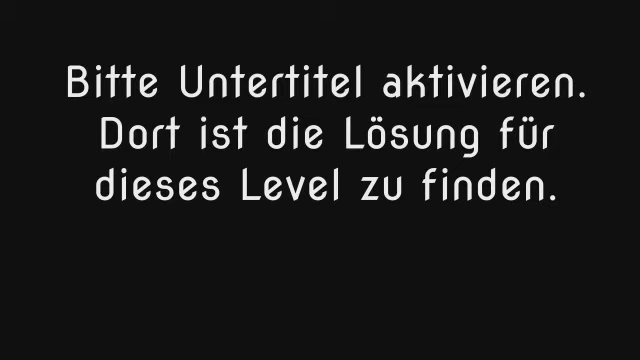 Bitte Untertitel aktivieren.
Dort ist die Lösung für
dieses Level zu finden.